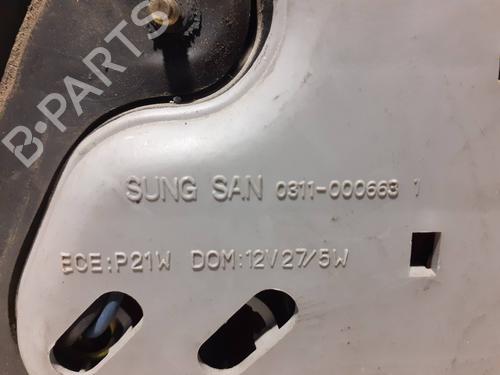 B-PARTS
SUNG SAN 0311-000663 1
ECE:P21W DOM:12V27/5W